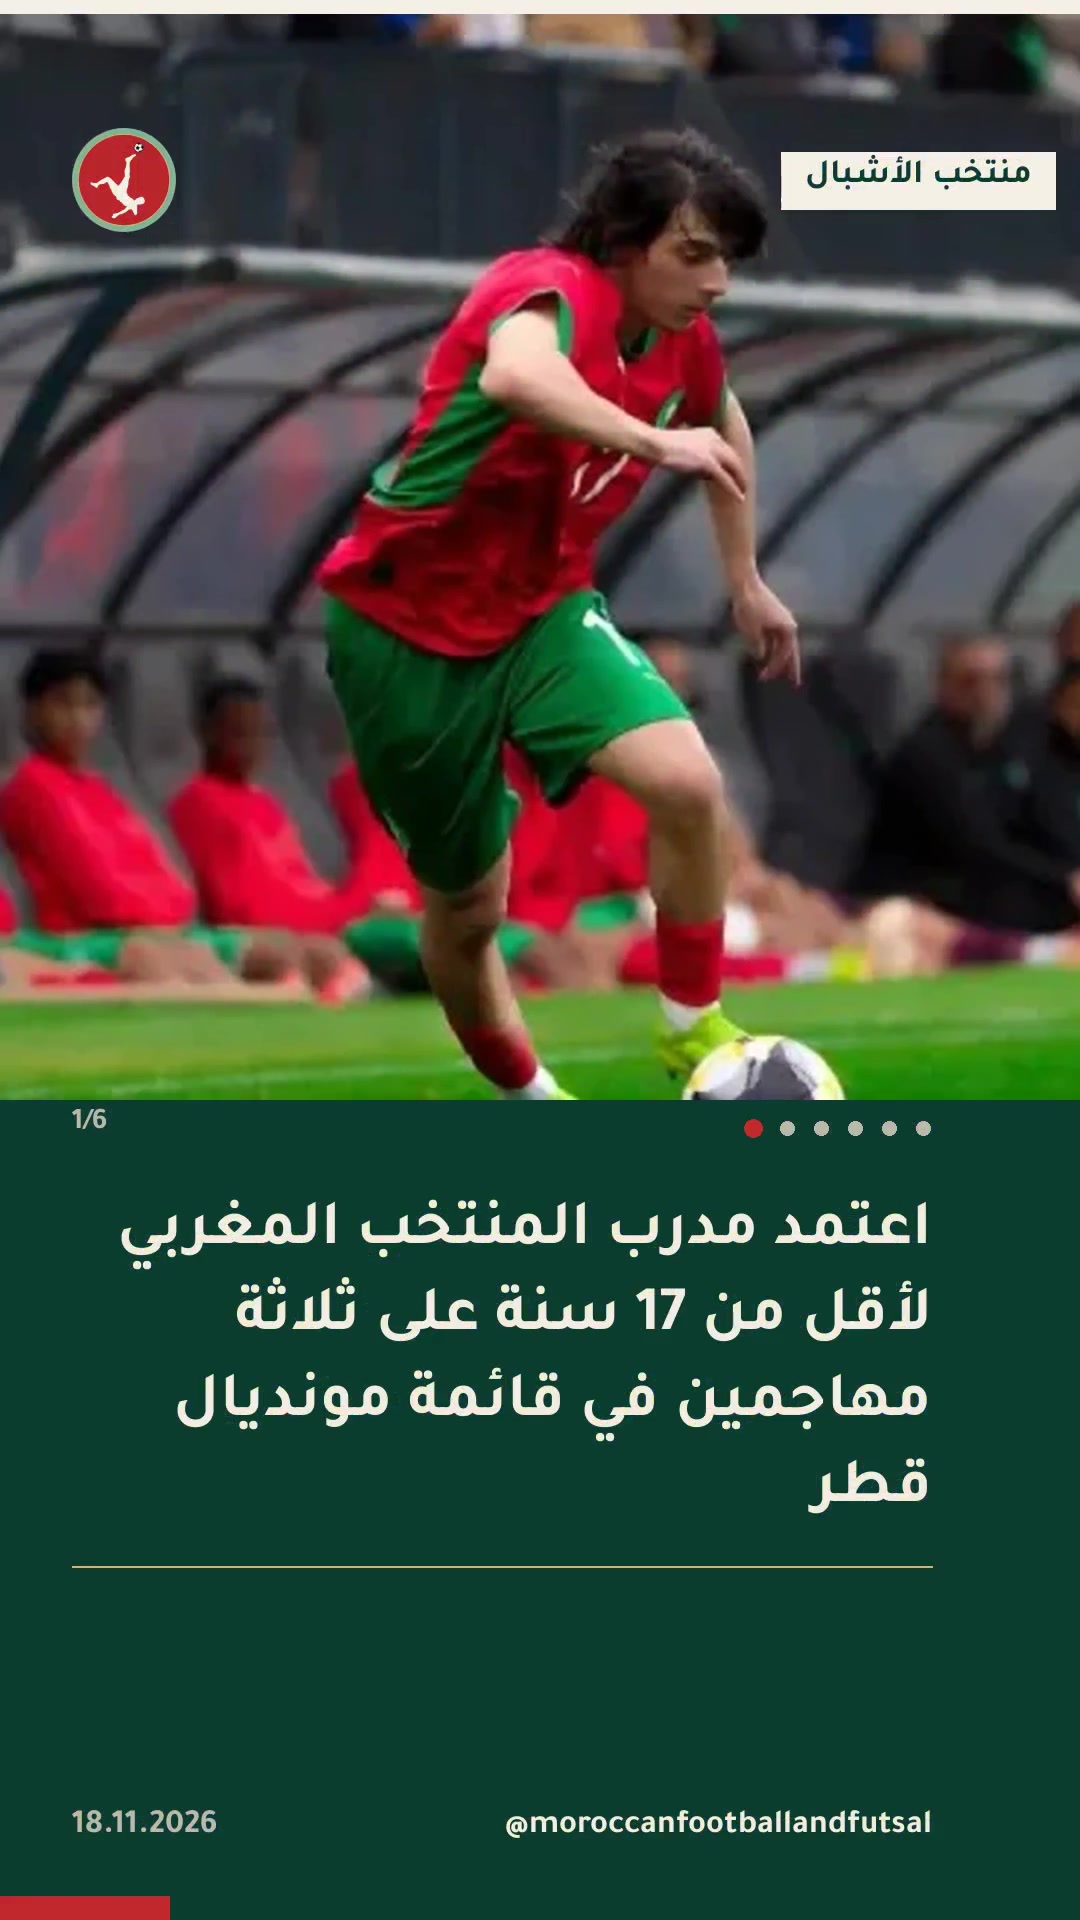 منتخب الأشبال
1/6
اعتمد مدرب المنتخب المغربي
لأقل من 17 سنة على ثلاثة
مهاجمين في قائمة مونديال
قطر
18.11.2026
@moroccanfootballandfutsal